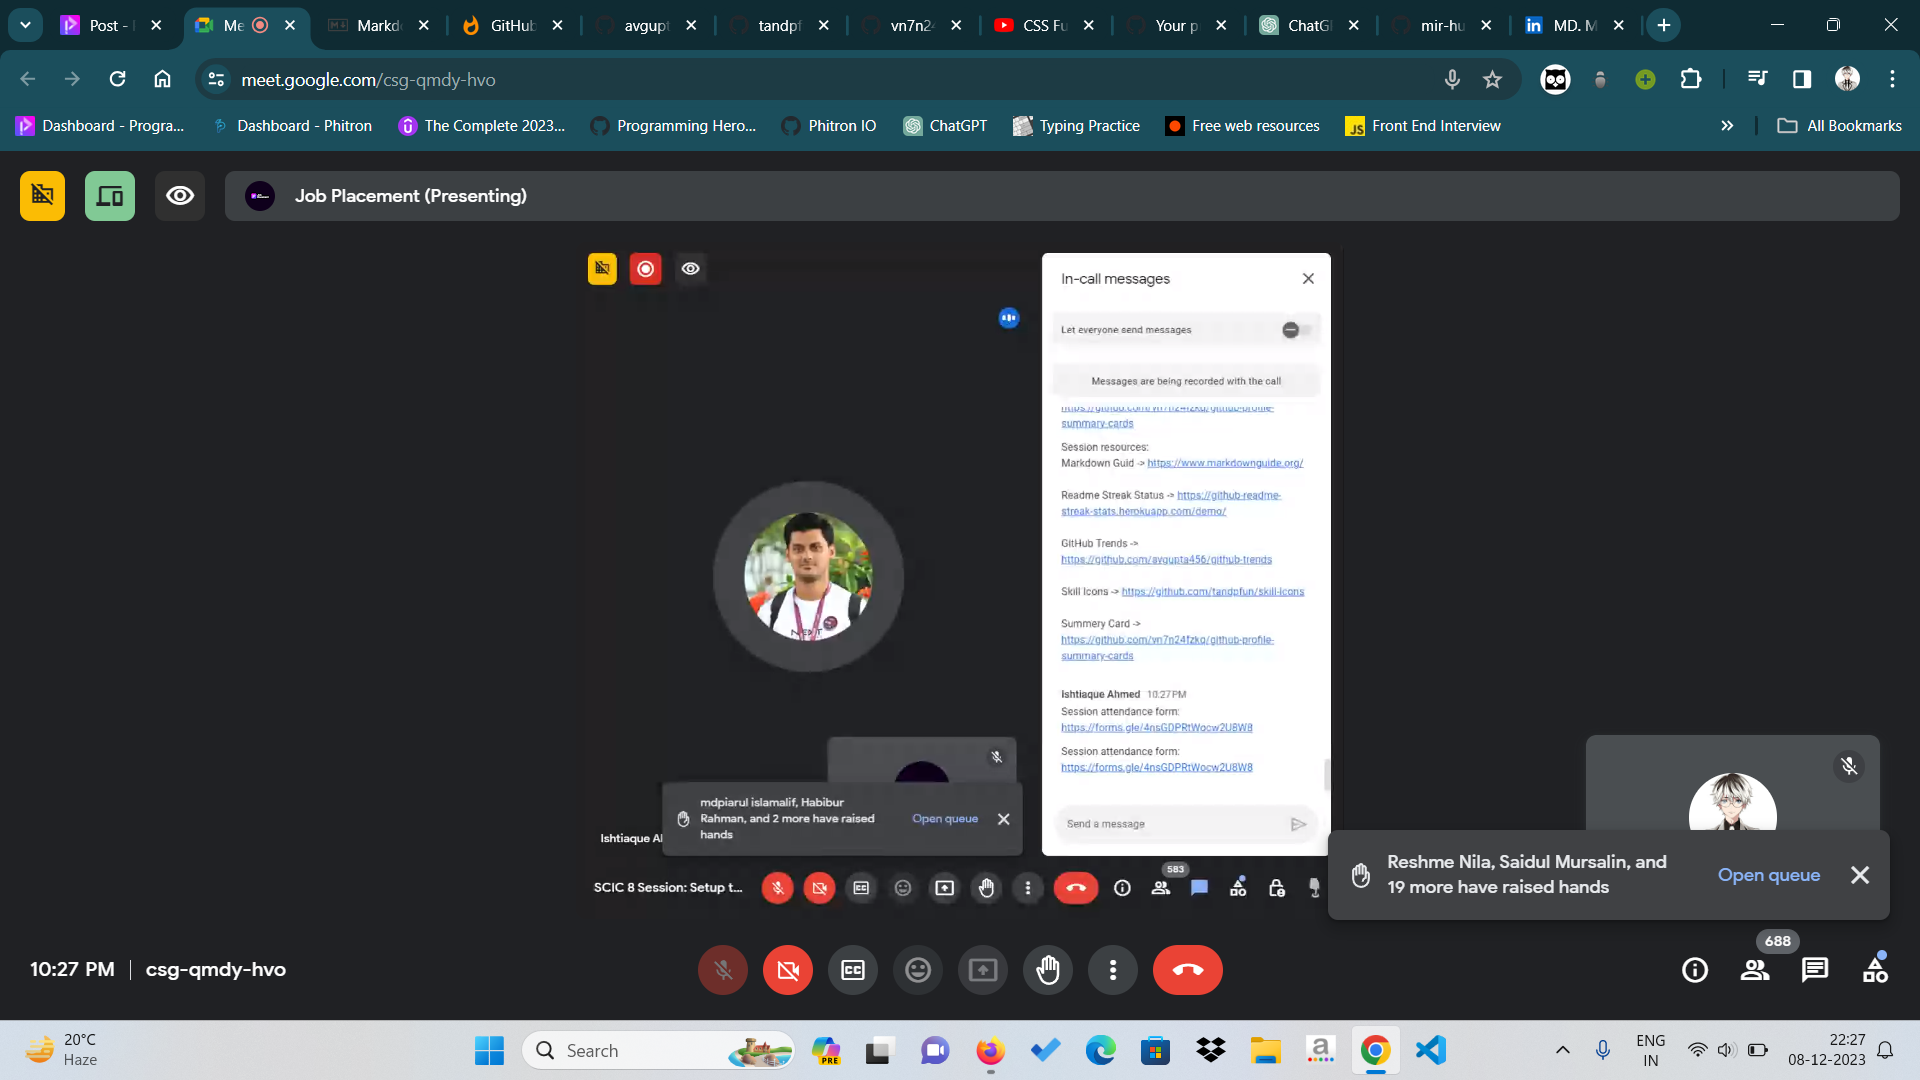 Post -
Me
Markd
GitHub
avgupt
tandpf
vn7n2
CSS Fu
Your p
ChatG
mir-hu
MD. M
meet.google.com/csg-qmdy-hvo
Dashboard - Progra...
Dashboard - Phitron
The Complete 2023...
Programming Hero...
Phitron IO
ChatGPT
Typing Practice
Free web resources
JS
Front End Interview
All Bookmarks
Job Placement (Presenting)
In-call messages
Let everyone send messages
Messages are being recorded with the call
https://github.com/vn7n24fzkq/github-profile-
summary-cards
Session resources:
Markdown Guid -> https://www.markdownguide.org/
Readme Streak Status -> https://github-readme-
streak-stats.herokuapp.com/demo/
GitHub Trends ->
https://github.com/avgupta456/github-trends
Skill Icons -> https://github.com/tandpfun/skill-icons
Summery Card ->
https://github.com/vn7n24fzkq/github-profile-
summary-cards
Ishtiaque Ahmed 10:27 PM
Session attendance form:
https://forms.gle/4nsGDPRtWocw2U8W8
Session attendance form:
https://forms.gle/4nsGDPRtWocw2U8W8
Send a message
mdpiarul islamalif, Habibur
Rahman, and 2 more have raised
hands
Open queue
Ishtiaque Al
SCIC 8 Session: Setup t...
583
Reshme Nila, Saidul Mursalin, and
19 more have raised hands
Open queue
688
10:27 PM
csg-qmdy-hvo
20°C
Haze
Search
PRE
ENG
IN
22:27
08-12-2023